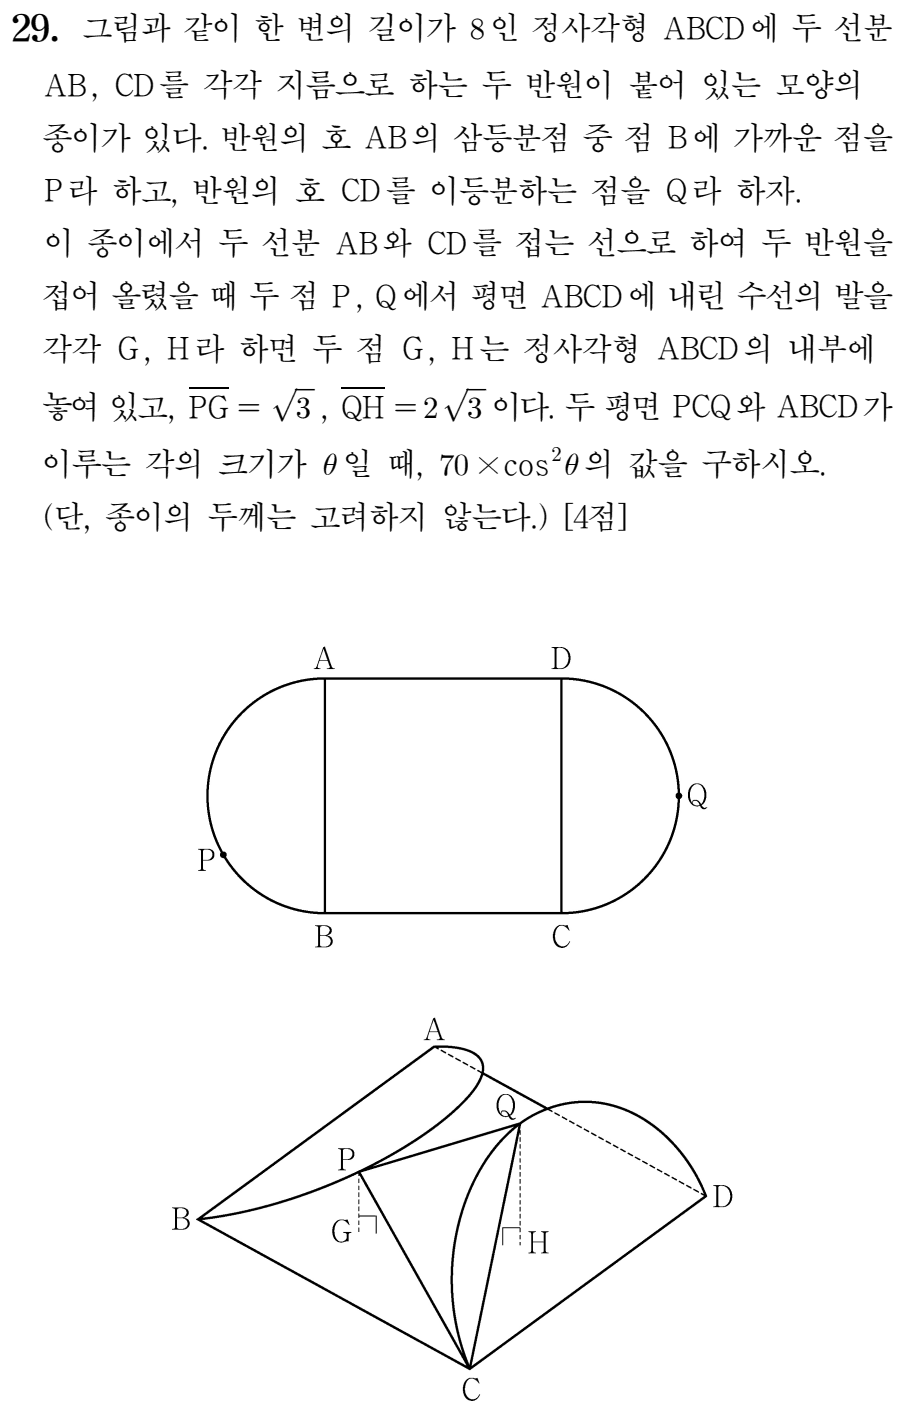 29. 그림과 같이 한 변의 길이가 8인 정사각형 ABCD에 두 선분
AB, CD를 각각 지름으로 하는 두 반원이 붙어 있는 모양의
종이가 있다. 반원의 호 AB의 삼등분점 중 점 B에 가까운 점을
P라 하고, 반원의 호 CD를 이등분하는 점을 Q라 하자.
이 종이에서 두 선분 AB와 CD를 접는 선으로 하여 두 반원을
접어 올렸을 때 두 점 P, Q에서 평면 ABCD에 내린 수선의 발을
각각 G, H라 하면 두 점 G, H는 정사각형 ABCD의 내부에
놓여 있고, \overline{PG} = √3, \overline{QH} = 2√3 이다. 두 평면 PCQ와 ABCD가
이루는 각의 크기가 θ일 때, 70×cos²θ의 값을 구하시오.
(단, 종이의 두께는 고려하지 않는다.) [4점]
A D
Q
P
B C
A
Q
P
D
B
G
H
C